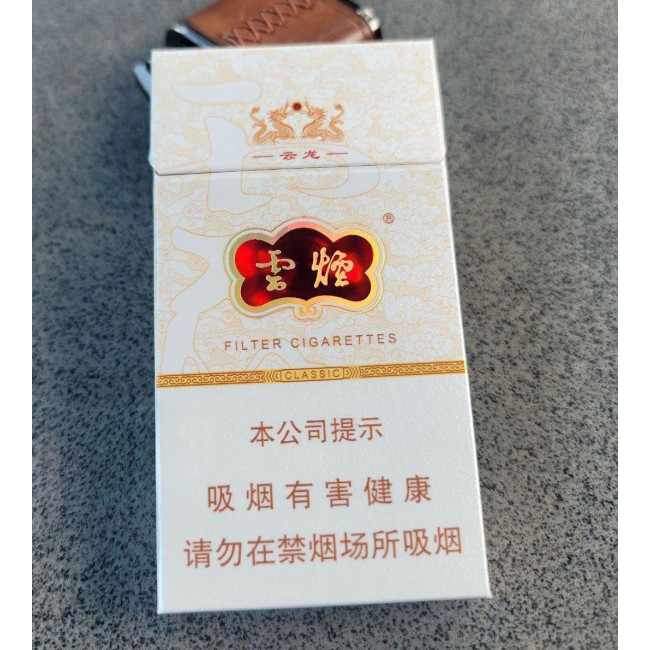 云龙
®
雲煙
FILTER CIGARETTES
CLASSIC
本公司提示
吸烟有害健康
请勿在禁烟场所吸烟